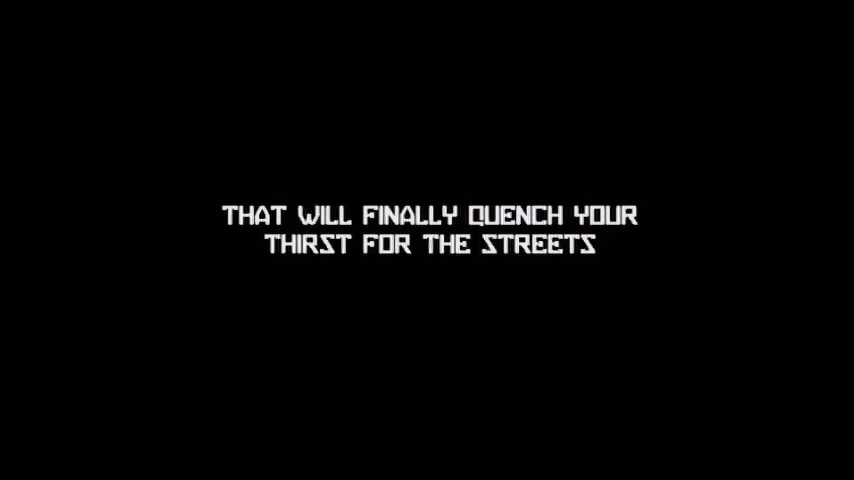 THAT WILL FINALLY QUENCH YOUR
THIRST FOR THE STREETS